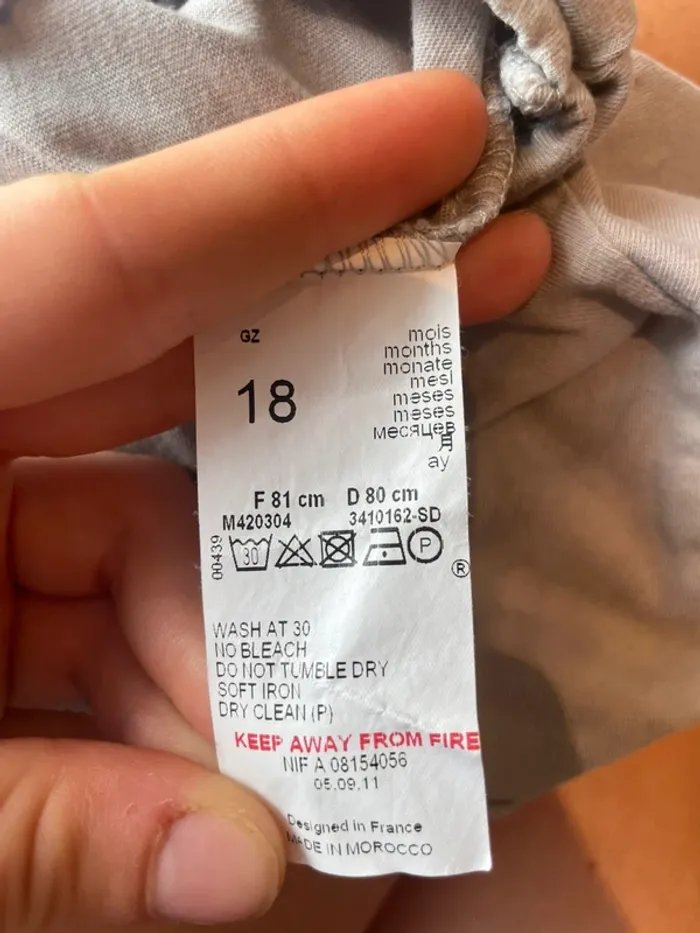 GZ
mois
months
monate
mesi
meses
meses
месяцев
月
ay
18
F 81 cm D 80 cm
M420304 3410162-SD
00439
30
P
®
WASH AT 30
NO BLEACH
DO NOT TUMBLE DRY
SOFT IRON
DRY CLEAN (P)
KEEP AWAY FROM FIRE
NIF A 08154056
05.09.11
Designed in France
MADE IN MOROCCO